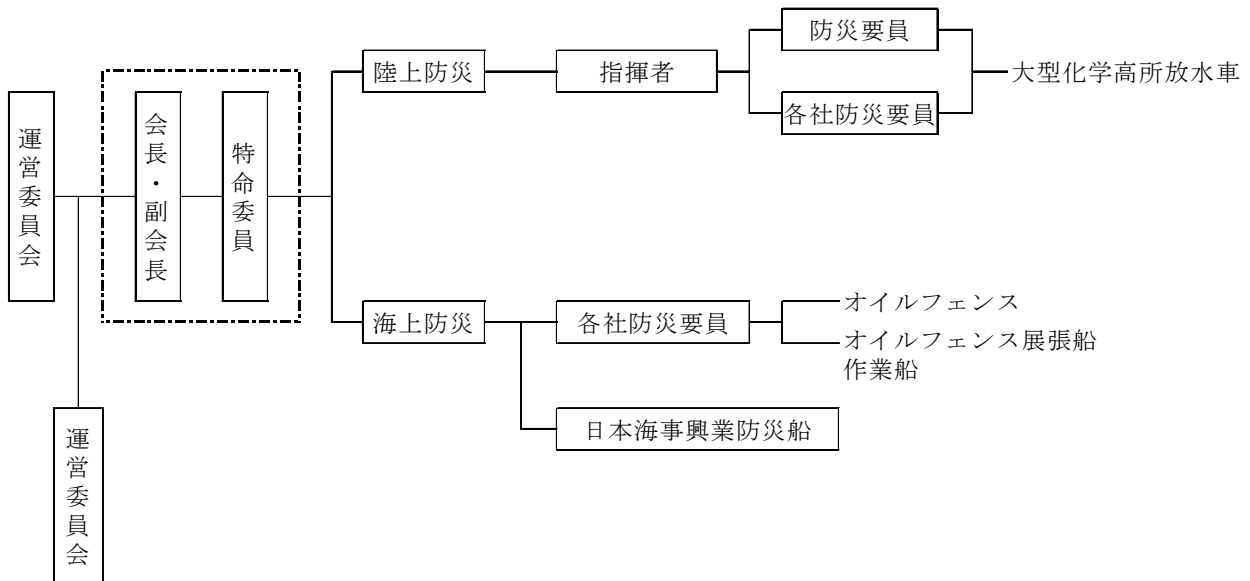 運営委員会
会長・副会長
特命委員
陸上防災
指揮者
防災要員
各社防災要員
大型化学高所放水車
海上防災
各社防災要員
オイルフェンス
オイルフェンス展張船
作業船
日本海事興業防災船
運営委員会